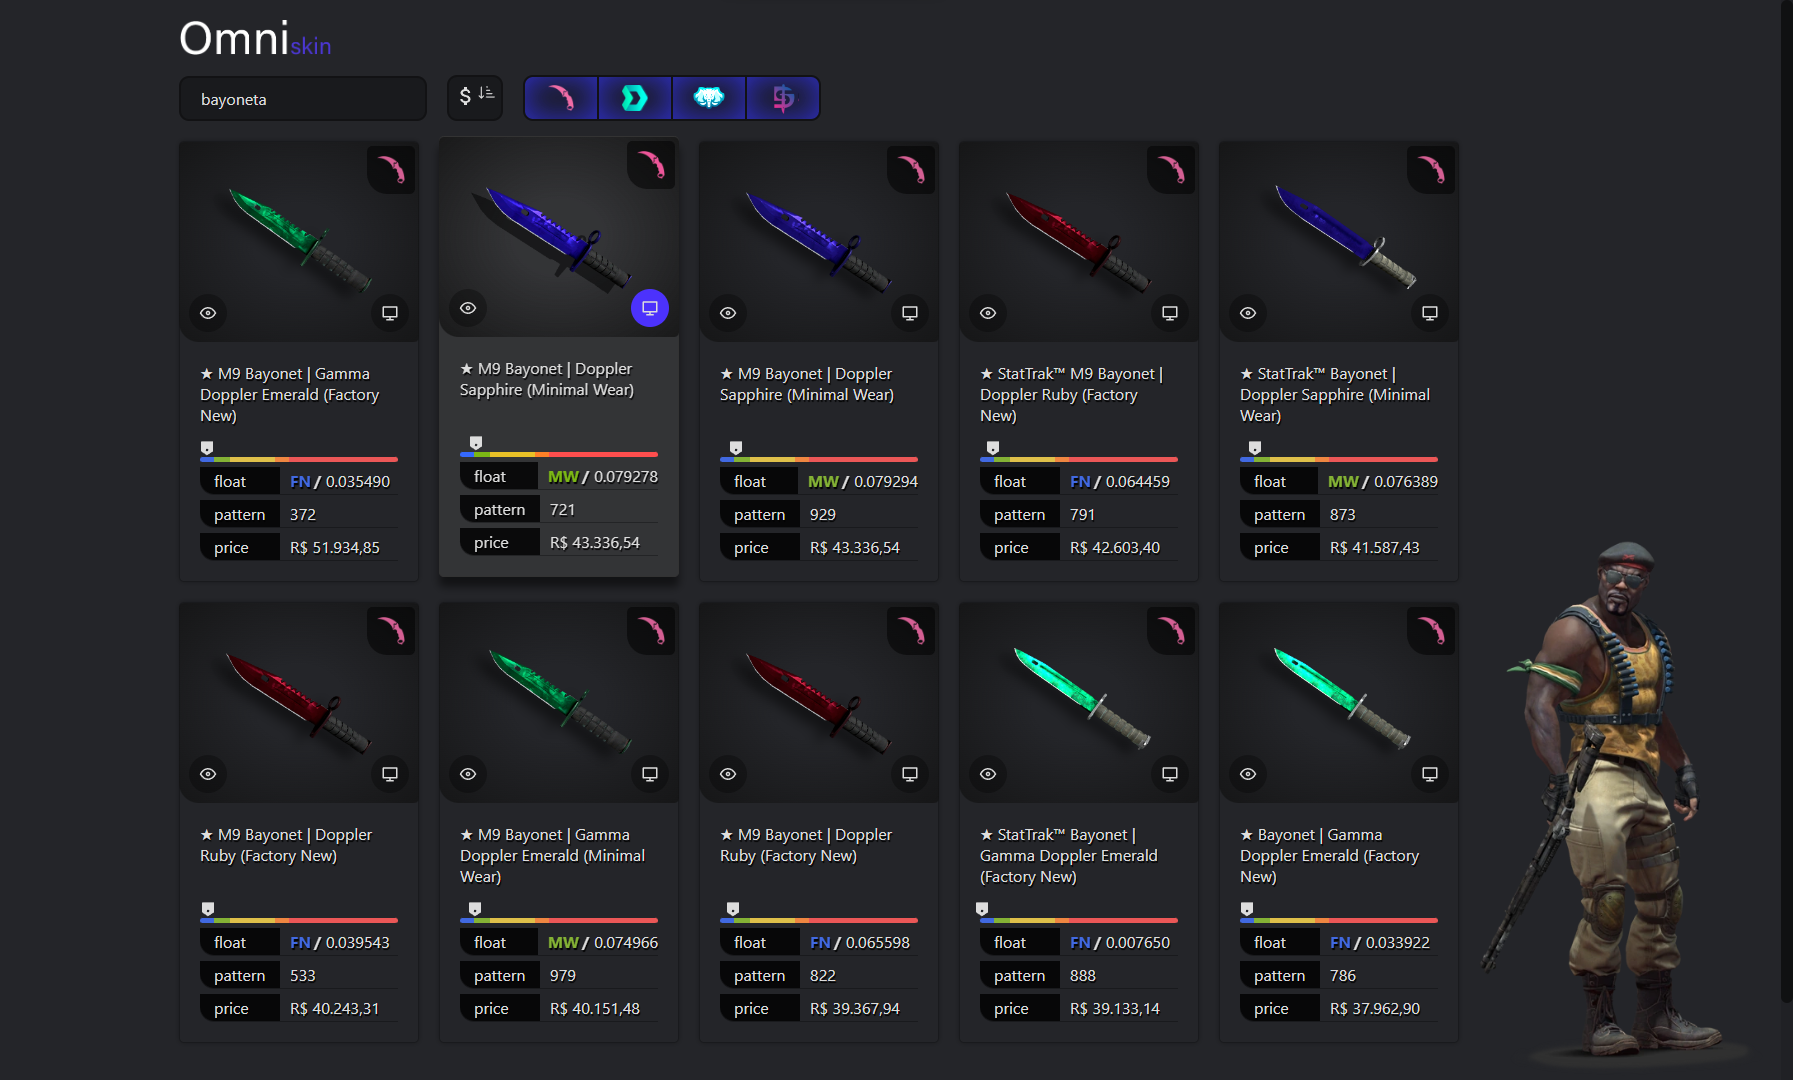 Omniskin
bayoneta
$
★ M9 Bayonet | Gamma
Doppler Emerald (Factory
New)
float FN / 0.035490
pattern 372
price R$ 51.934,85
★ M9 Bayonet | Doppler
Sapphire (Minimal Wear)
float MW / 0.079278
pattern 721
price R$ 43.336,54
★ M9 Bayonet | Doppler
Sapphire (Minimal Wear)
float MW / 0.079294
pattern 929
price R$ 43.336,54
★ StatTrak™ M9 Bayonet |
Doppler Ruby (Factory
New)
float FN / 0.064459
pattern 791
price R$ 42.603,40
★ StatTrak™ Bayonet |
Doppler Sapphire (Minimal
Wear)
float MW / 0.076389
pattern 873
price R$ 41.587,43
★ M9 Bayonet | Doppler
Ruby (Factory New)
float FN / 0.039543
pattern 533
price R$ 40.243,31
★ M9 Bayonet | Gamma
Doppler Emerald (Minimal
Wear)
float MW / 0.074966
pattern 979
price R$ 40.151,48
★ M9 Bayonet | Doppler
Ruby (Factory New)
float FN / 0.065598
pattern 822
price R$ 39.367,94
★ StatTrak™ Bayonet |
Gamma Doppler Emerald
(Factory New)
float FN / 0.007650
pattern 888
price R$ 39.133,14
★ Bayonet | Gamma
Doppler Emerald (Factory
New)
float FN / 0.033922
pattern 786
price R$ 37.962,90